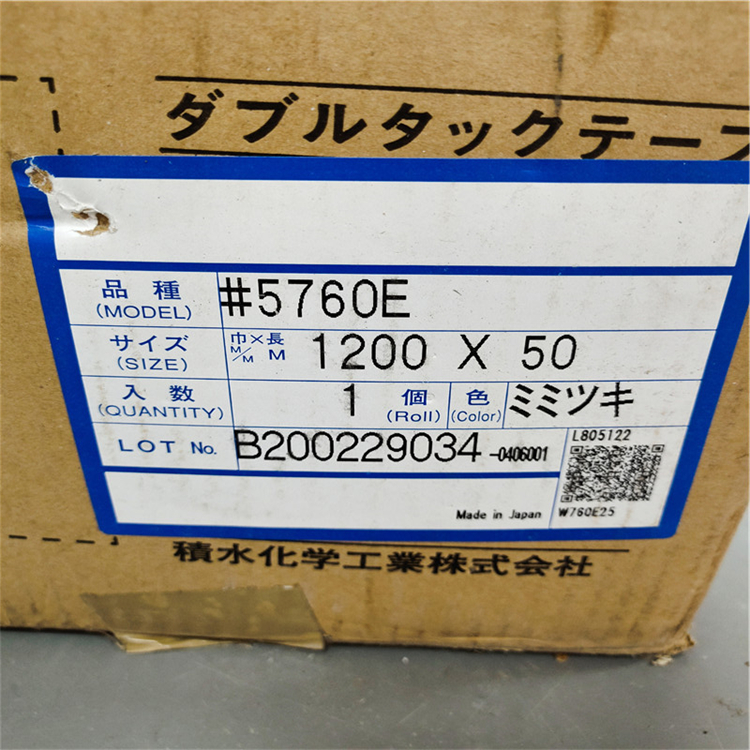 ダブルタックテープ
品種 (MODEL) #5760E
サイズ (SIZE) 巾×長 M/M M 1200 X 50
入数 (QUANTITY) 1 個 (Roll) 色 (Color) ミミツキ
LOT No. B200229034-0406001
L805122
W760E25
Made in Japan
積水化学工業株式会社